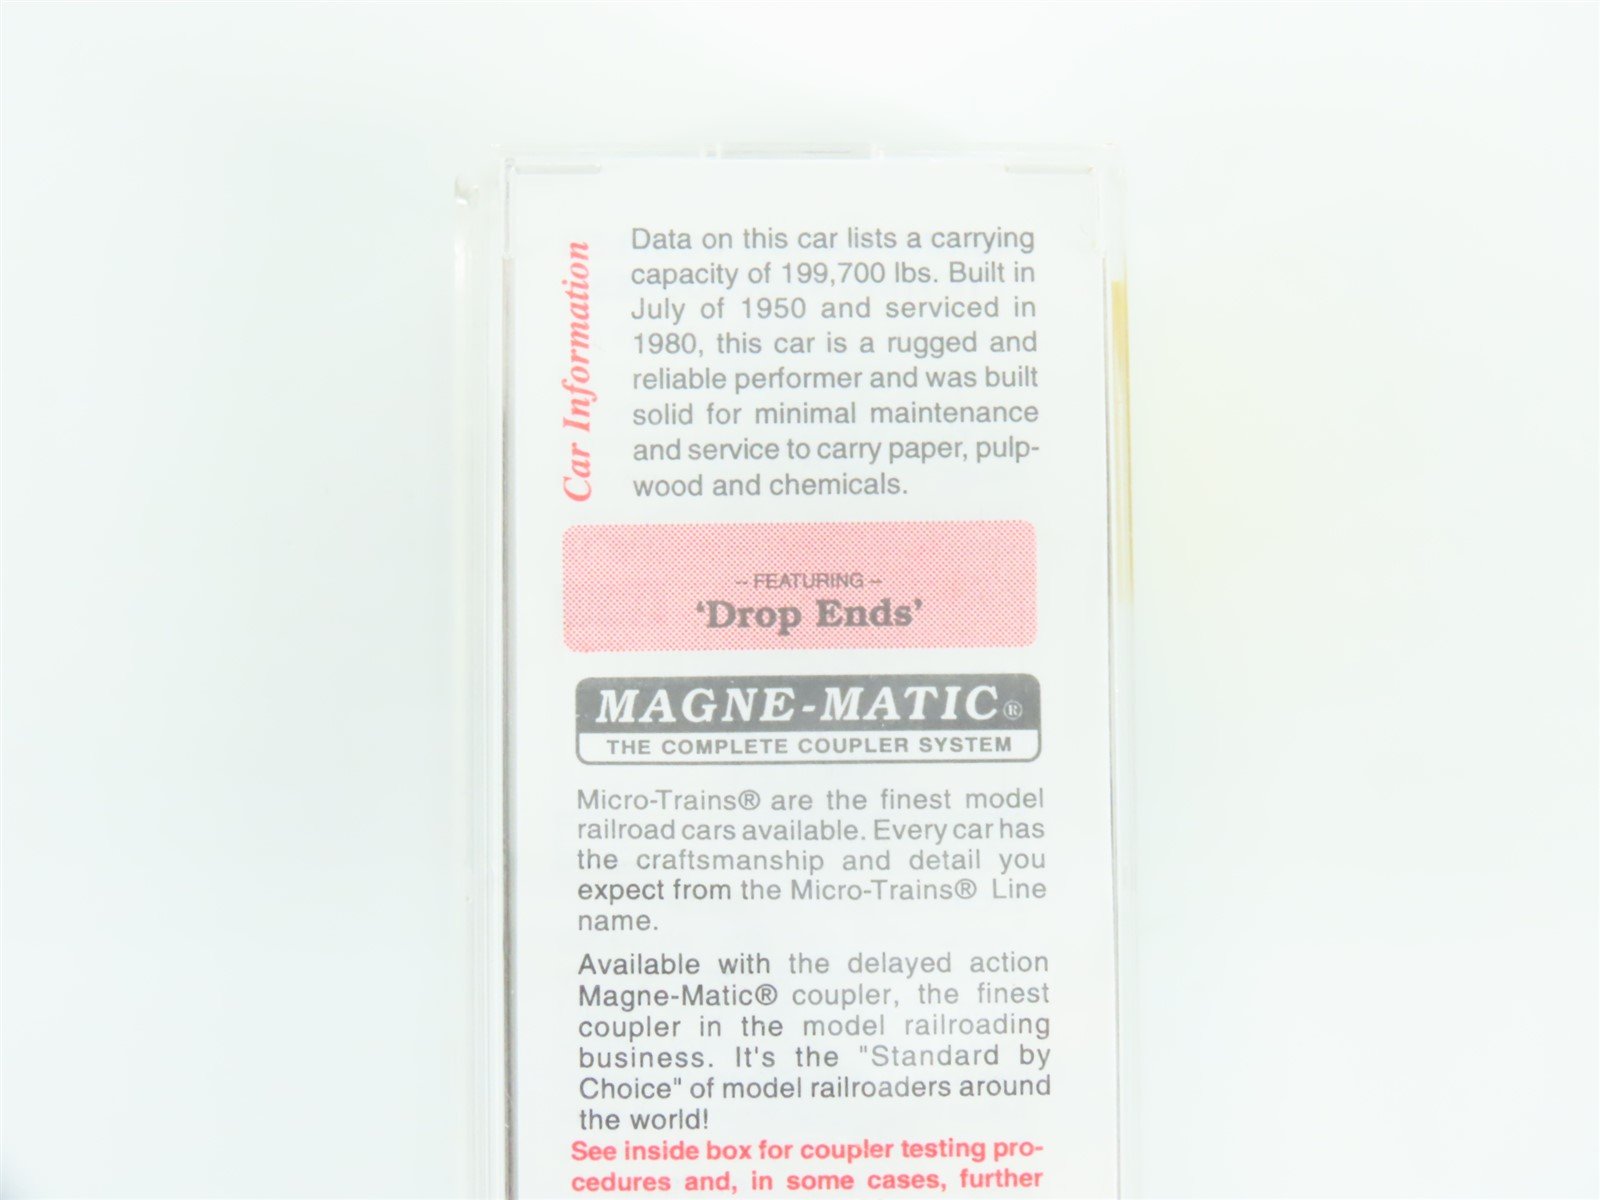 Car Information
Data on this car lists a carrying
capacity of 199,700 lbs. Built in
July of 1950 and serviced in
1980, this car is a rugged and
reliable performer and was built
solid for minimal maintenance
and service to carry paper, pulp-
wood and chemicals.
-- FEATURING --
‘Drop Ends’
MAGNE-MATIC®
THE COMPLETE COUPLER SYSTEM
Micro-Trains® are the finest model
railroad cars available. Every car has
the craftsmanship and detail you
expect from the Micro-Trains® Line
name.
Available with the delayed action
Magne-Matic® coupler, the finest
coupler in the model railroading
business. It's the "Standard by
Choice" of model railroaders around
the world!
See inside box for coupler testing pro-
cedures and, in some cases, further